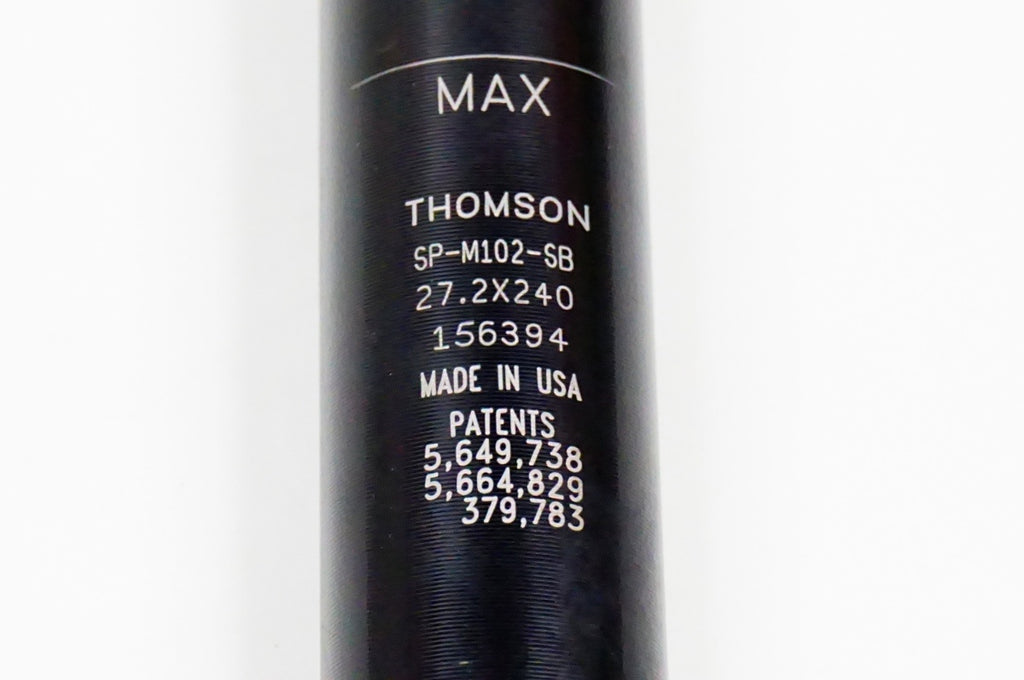 MAX
THOMSON
SP-M102-SB
27.2X240
156394
MADE IN USA
PATENTS
5,649,738
5,664,829
379,783